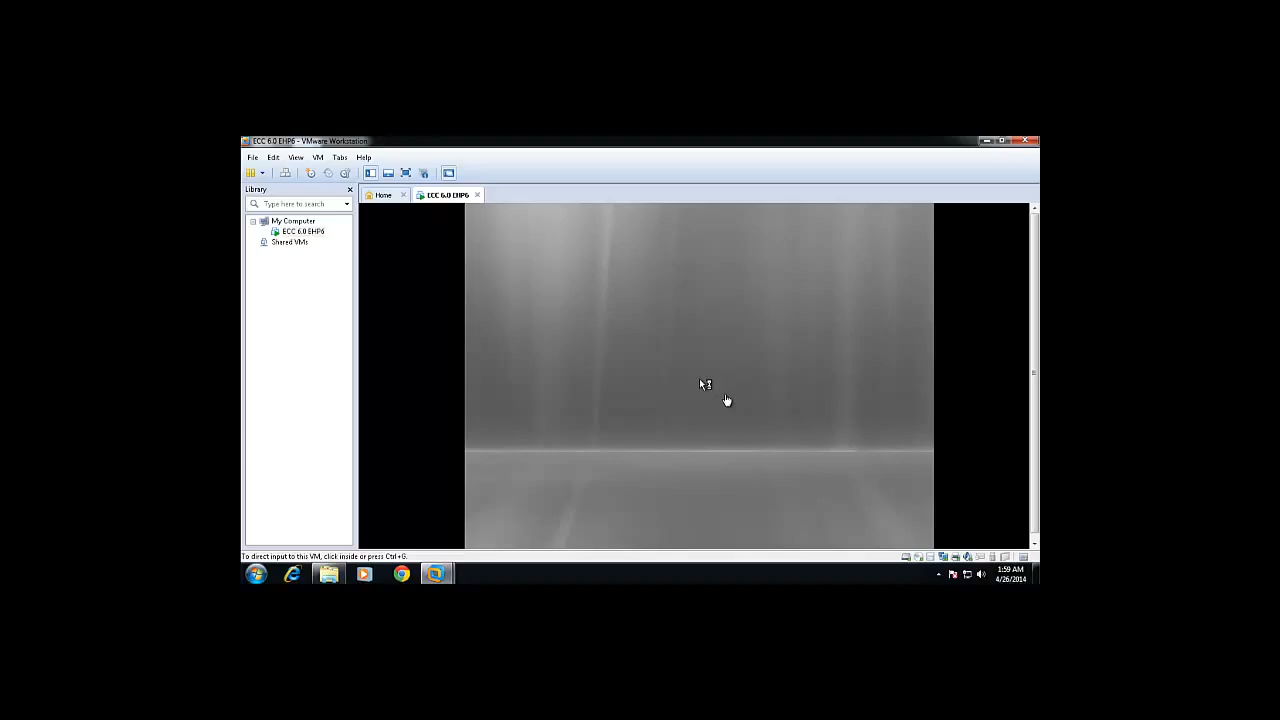 ECC 6.0 EHP6 - VMware Workstation
File Edit View VM Tabs Help
Library
Home
ECC 6.0 EHP6
Type here to search
My Computer
ECC 6.0 EHP6
Shared VMs
To direct input to this VM, click inside or press Ctrl+G.
1:59 AM
4/26/2014